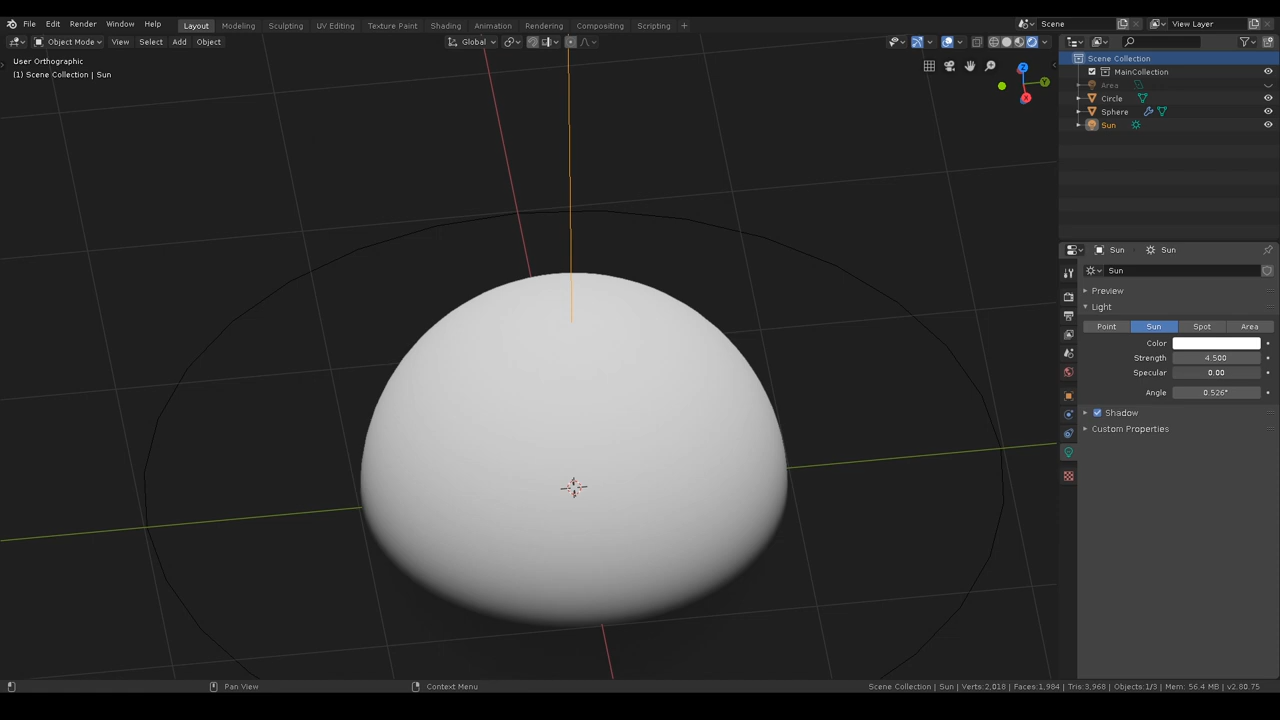 File Edit Render Window Help Layout Modeling Sculpting UV Editing Texture Paint Shading Animation Rendering Compositing Scripting + Scene View Layer
Object Mode View Select Add Object Global
User Orthographic
(1) Scene Collection | Sun
Z
Y
X
Scene Collection
MainCollection
Area
Circle
Sphere
Sun
Sun Sun
Sun
Preview
Light
Point Sun Spot Area
Color
Strength 4.500
Specular 0.00
Angle 0.526°
Shadow
Custom Properties
Pan View Context Menu Scene Collection | Sun | Verts:2,018 | Faces:1,984 | Tris:3,968 | Objects:1/3 | Mem: 56.4 MB | v2.80.75